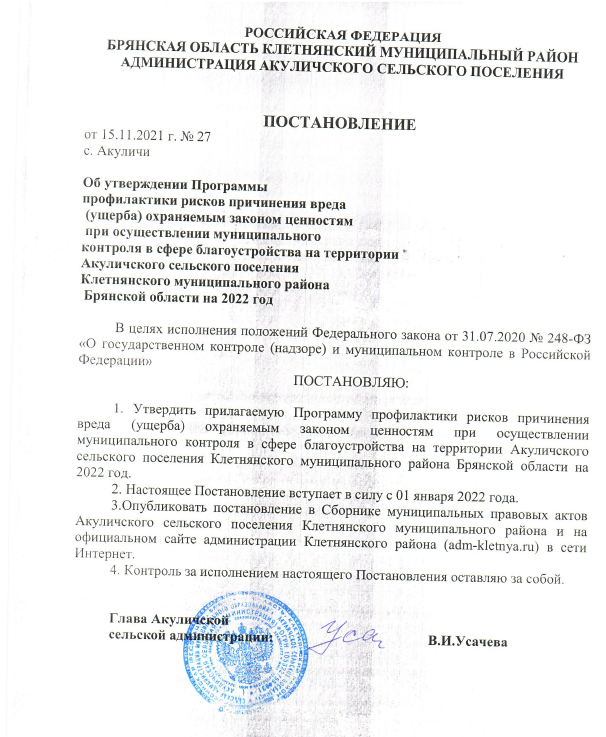 РОССИЙСКАЯ ФЕДЕРАЦИЯ
БРЯНСКАЯ ОБЛАСТЬ КЛЕТНЯНСКИЙ МУНИЦИПАЛЬНЫЙ РАЙОН
АДМИНИСТРАЦИЯ АКУЛИЧСКОГО СЕЛЬСКОГО ПОСЕЛЕНИЯ
ПОСТАНОВЛЕНИЕ
от 15.11.2021 г. № 27
с. Акуличи
Об утверждении Программы
профилактики рисков причинения вреда
(ущерба) охраняемым законом ценностям
при осуществлении муниципального
контроля в сфере благоустройства на территории
Акуличского сельского поселения
Клетнянского муниципального района
Брянской области на 2022 год
В целях исполнения положений Федерального закона от 31.07.2020 № 248-ФЗ
«О государственном контроле (надзоре) и муниципальном контроле в Российской
Федерации»
ПОСТАНОВЛЯЮ:
1. Утвердить прилагаемую Программу профилактики рисков причинения
вреда (ущерба) охраняемым законом ценностям при осуществлении
муниципального контроля в сфере благоустройства на территории Акуличского
сельского поселения Клетнянского муниципального района Брянской области на
2022 год.
2. Настоящее Постановление вступает в силу с 01 января 2022 года.
3.Опубликовать постановление в Сборнике муниципальных правовых актов
Акуличского сельского поселения Клетнянского муниципального района и на
официальном сайте администрации Клетнянского района (adm-kletnya.ru) в сети
Интернет.
4. Контроль за исполнением настоящего Постановления оставляю за собой.
Глава Акуличской
сельской администрации:
В.И.Усачева